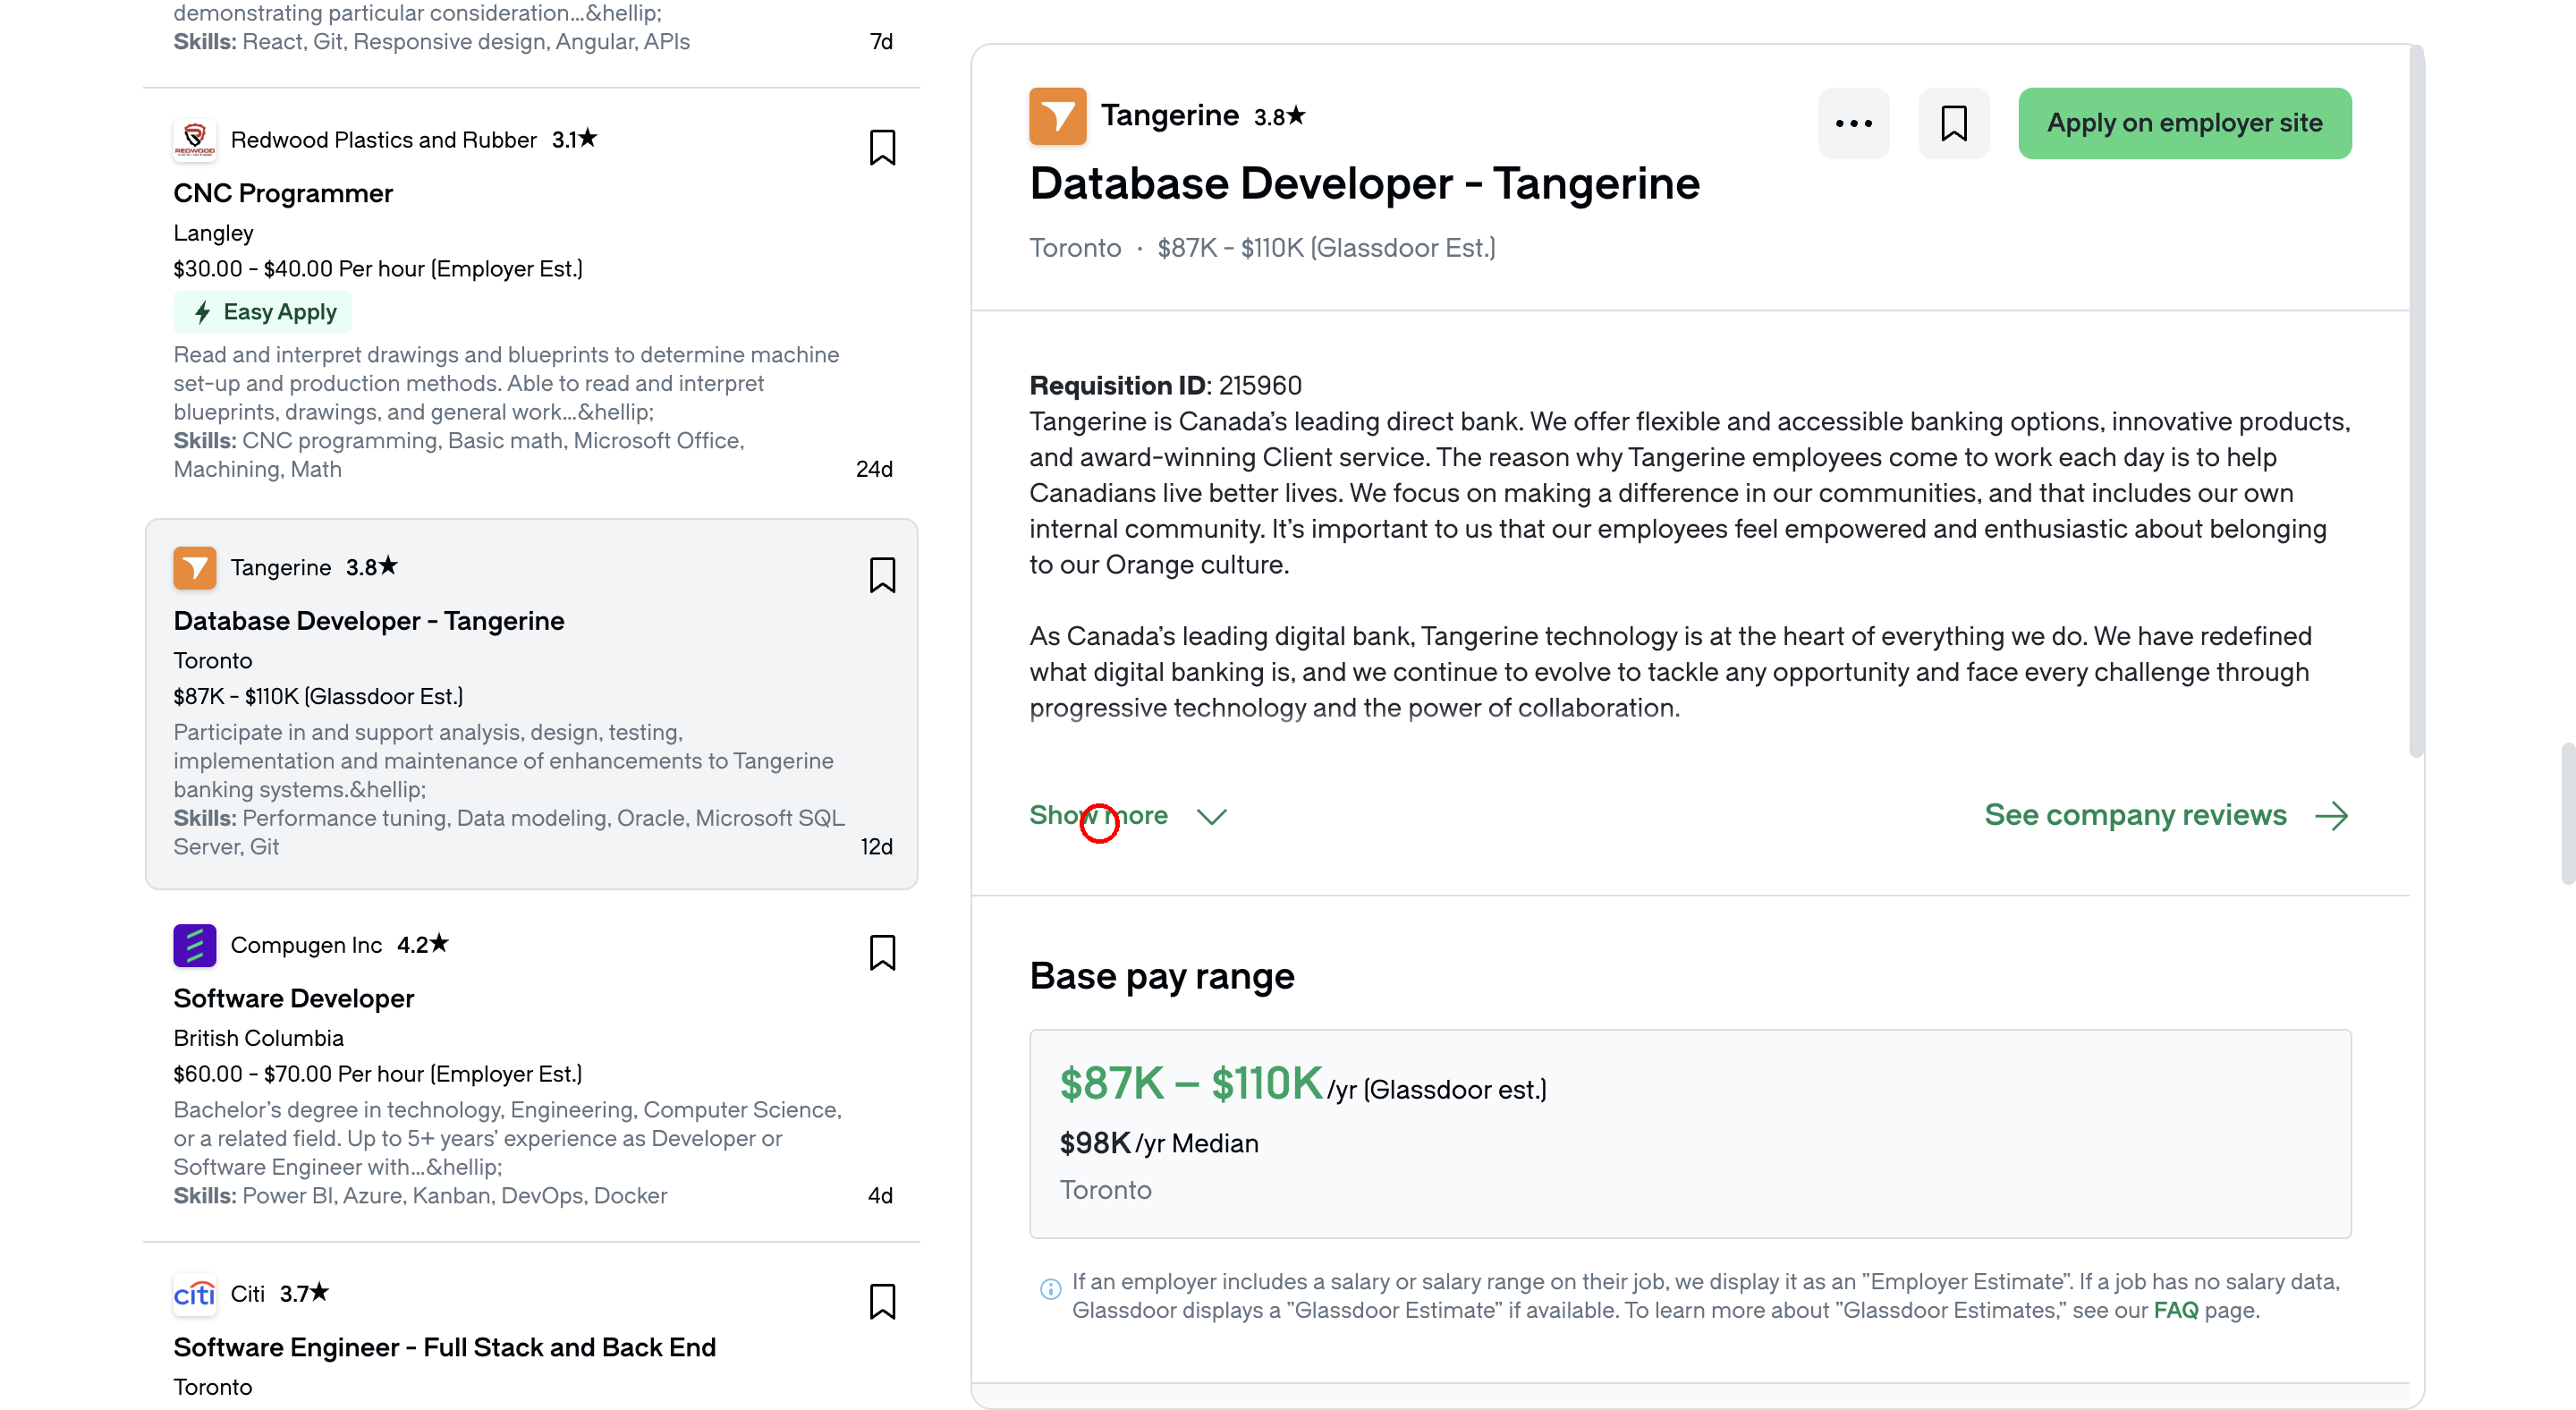 demonstrating particular consideration...&hellip;
Skills: React, Git, Responsive design, Angular, APIs
7d
REDWOOD
Redwood Plastics and Rubber 3.1★
CNC Programmer
Langley
$30.00 - $40.00 Per hour (Employer Est.)
Easy Apply
Read and interpret drawings and blueprints to determine machine
set-up and production methods. Able to read and interpret
blueprints, drawings, and general work...&hellip;
Skills: CNC programming, Basic math, Microsoft Office,
Machining, Math
24d
Tangerine 3.8★
Database Developer - Tangerine
Toronto
$87K - $110K (Glassdoor Est.)
Participate in and support analysis, design, testing,
implementation and maintenance of enhancements to Tangerine
banking systems.&hellip;
Skills: Performance tuning, Data modeling, Oracle, Microsoft SQL
Server, Git
12d
Compugen Inc 4.2★
Software Developer
British Columbia
$60.00 - $70.00 Per hour (Employer Est.)
Bachelor's degree in technology, Engineering, Computer Science,
or a related field. Up to 5+ years' experience as Developer or
Software Engineer with...&hellip;
Skills: Power BI, Azure, Kanban, DevOps, Docker
4d
citi
Citi 3.7★
Software Engineer - Full Stack and Back End
Toronto
Tangerine 3.8★
Apply on employer site
Database Developer - Tangerine
Toronto · $87K - $110K (Glassdoor Est.)
Requisition ID: 215960
Tangerine is Canada's leading direct bank. We offer flexible and accessible banking options, innovative products,
and award-winning Client service. The reason why Tangerine employees come to work each day is to help
Canadians live better lives. We focus on making a difference in our communities, and that includes our own
internal community. It's important to us that our employees feel empowered and enthusiastic about belonging
to our Orange culture.
As Canada's leading digital bank, Tangerine technology is at the heart of everything we do. We have redefined
what digital banking is, and we continue to evolve to tackle any opportunity and face every challenge through
progressive technology and the power of collaboration.
Show more
See company reviews
Base pay range
$87K – $110K/yr (Glassdoor est.)
$98K/yr Median
Toronto
If an employer includes a salary or salary range on their job, we display it as an "Employer Estimate". If a job has no salary data,
Glassdoor displays a "Glassdoor Estimate" if available. To learn more about "Glassdoor Estimates," see our FAQ page.